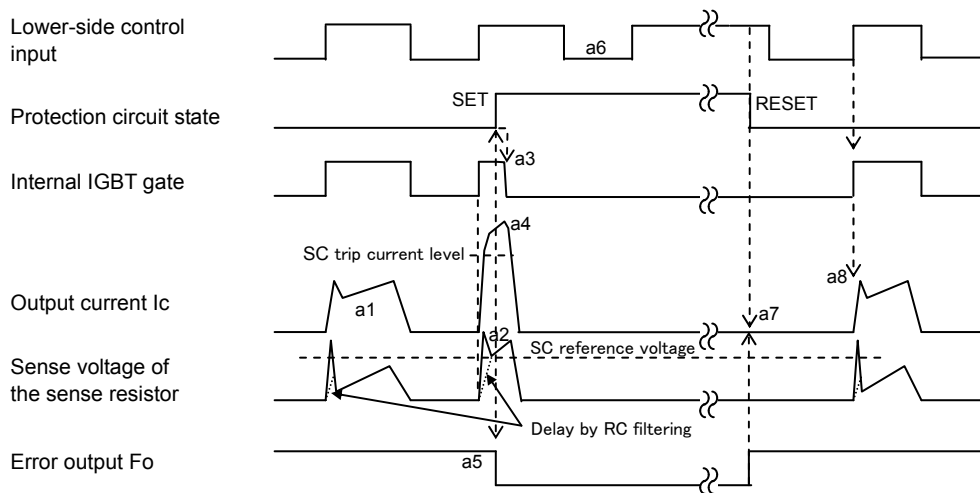 Lower-side control
input
a6
SET
RESET
Protection circuit state
a3
Internal IGBT gate
a4
SC trip current level
a8
Output current Ic
a1
a7
a2
SC reference voltage
Sense voltage of
the sense resistor
Delay by RC filtering
Error output Fo
a5